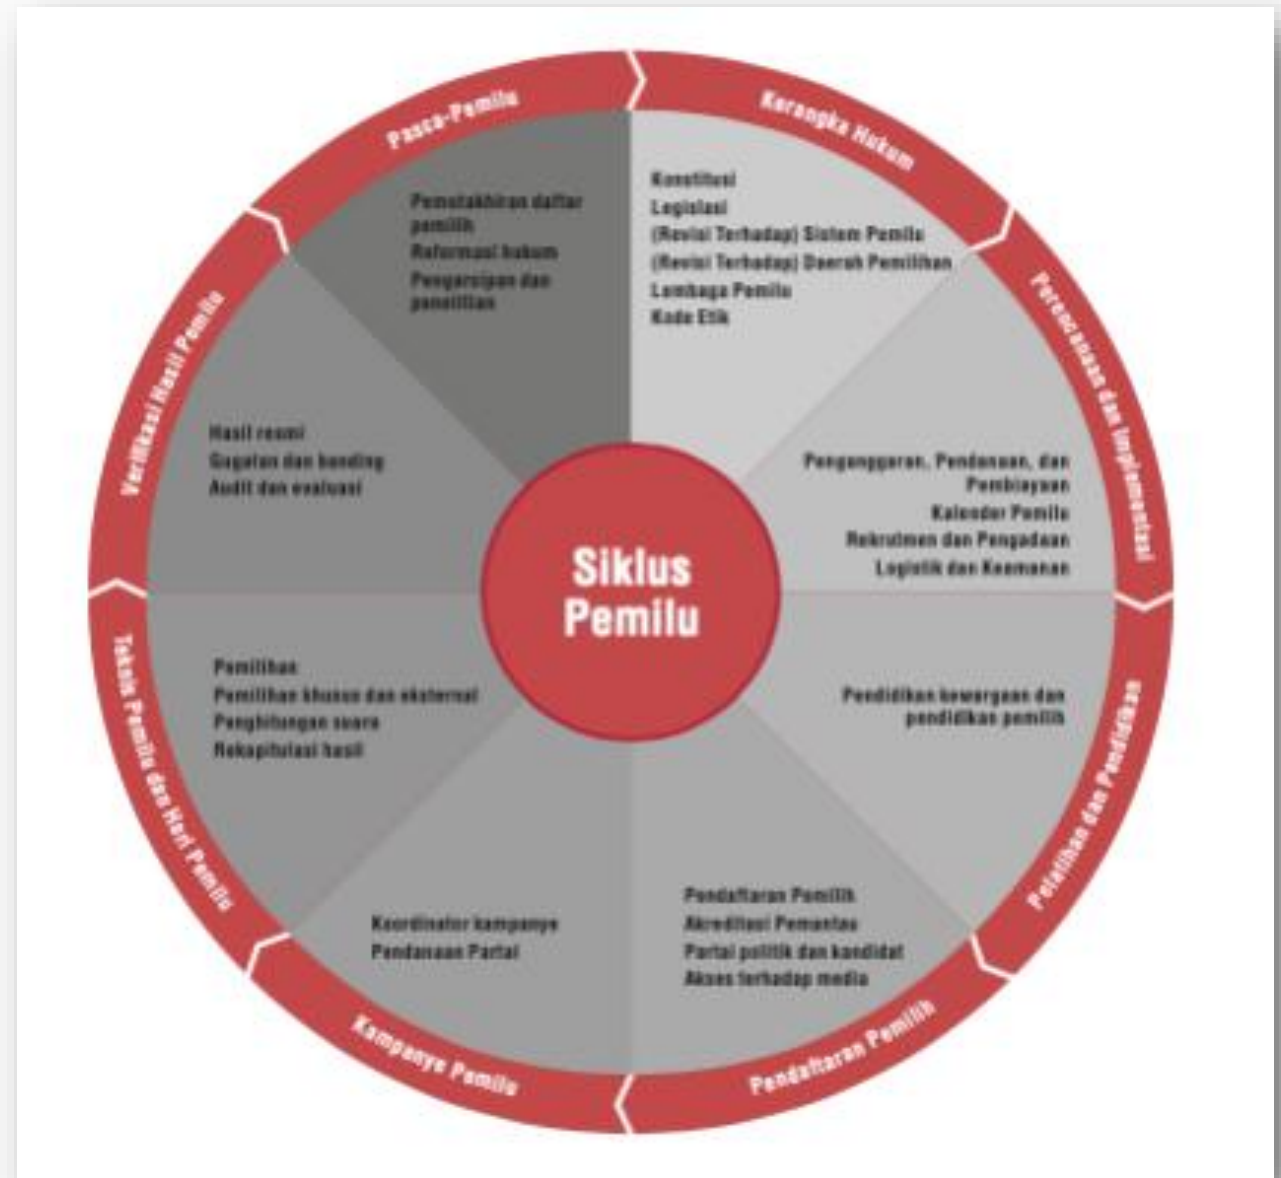 Siklus
Pemilu
Kerangka Hukum
Konstitusi
Legislasi
(Revisi Terhadap) Sistem Pemilu
(Revisi Terhadap) Daerah Pemilihan
Lembaga Pemilu
Kode Etik
Perencanaan dan Implementasi
Penganggaran, Pendanaan, dan
Pembiayaan
Kalender Pemilu
Rekrutmen dan Pengadaan
Logistik dan Keamanan
Pelatihan dan Pendidikan
Pendidikan kewargaan dan
pendidikan pemilih
Pendaftaran Pemilih
Pendaftaran Pemilih
Akreditasi Pemantau
Partai politik dan kandidat
Akses terhadap media
Kampanye Pemilu
Koordinator kampanye
Pendanaan Partai
Teknis Pemilu dan Hari Pemilu
Pemilihan
Pemilihan khusus dan eksternal
Penghitungan suara
Rekapitulasi hasil
Verifikasi Hasil Pemilu
Hasil resmi
Gugatan dan banding
Audit dan evaluasi
Pasca-Pemilu
Pemutakhiran daftar
pemilih
Reformasi hukum
Pengarsipan dan
penelitian